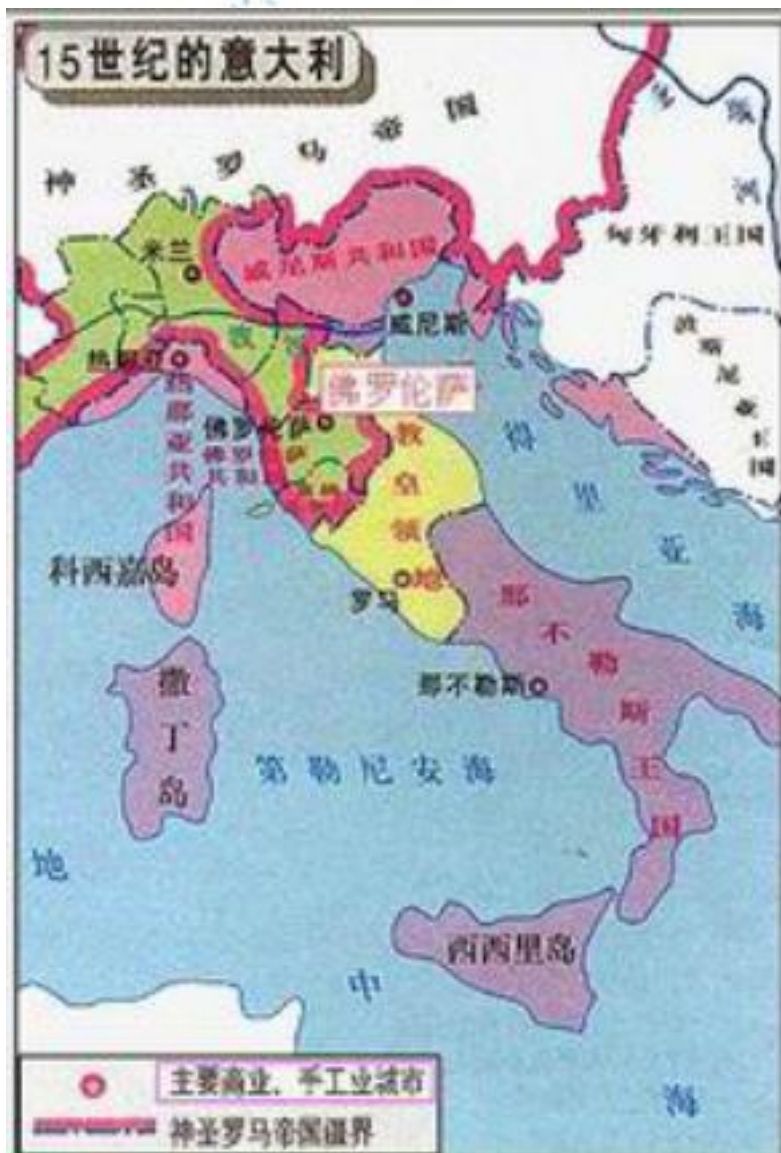 15世纪的意大利
神圣罗马帝国
匈牙利王国
米兰
威尼斯共和国
威尼斯
热那亚
热那亚共和国
佛罗伦萨
佛罗伦萨
教皇领地
得里亚海
科西嘉岛
罗马
那不勒斯王国
那不勒斯
撒丁岛
第勒尼安海
西西里岛
地中海
主要商业、手工业城市
神圣罗马帝国疆界